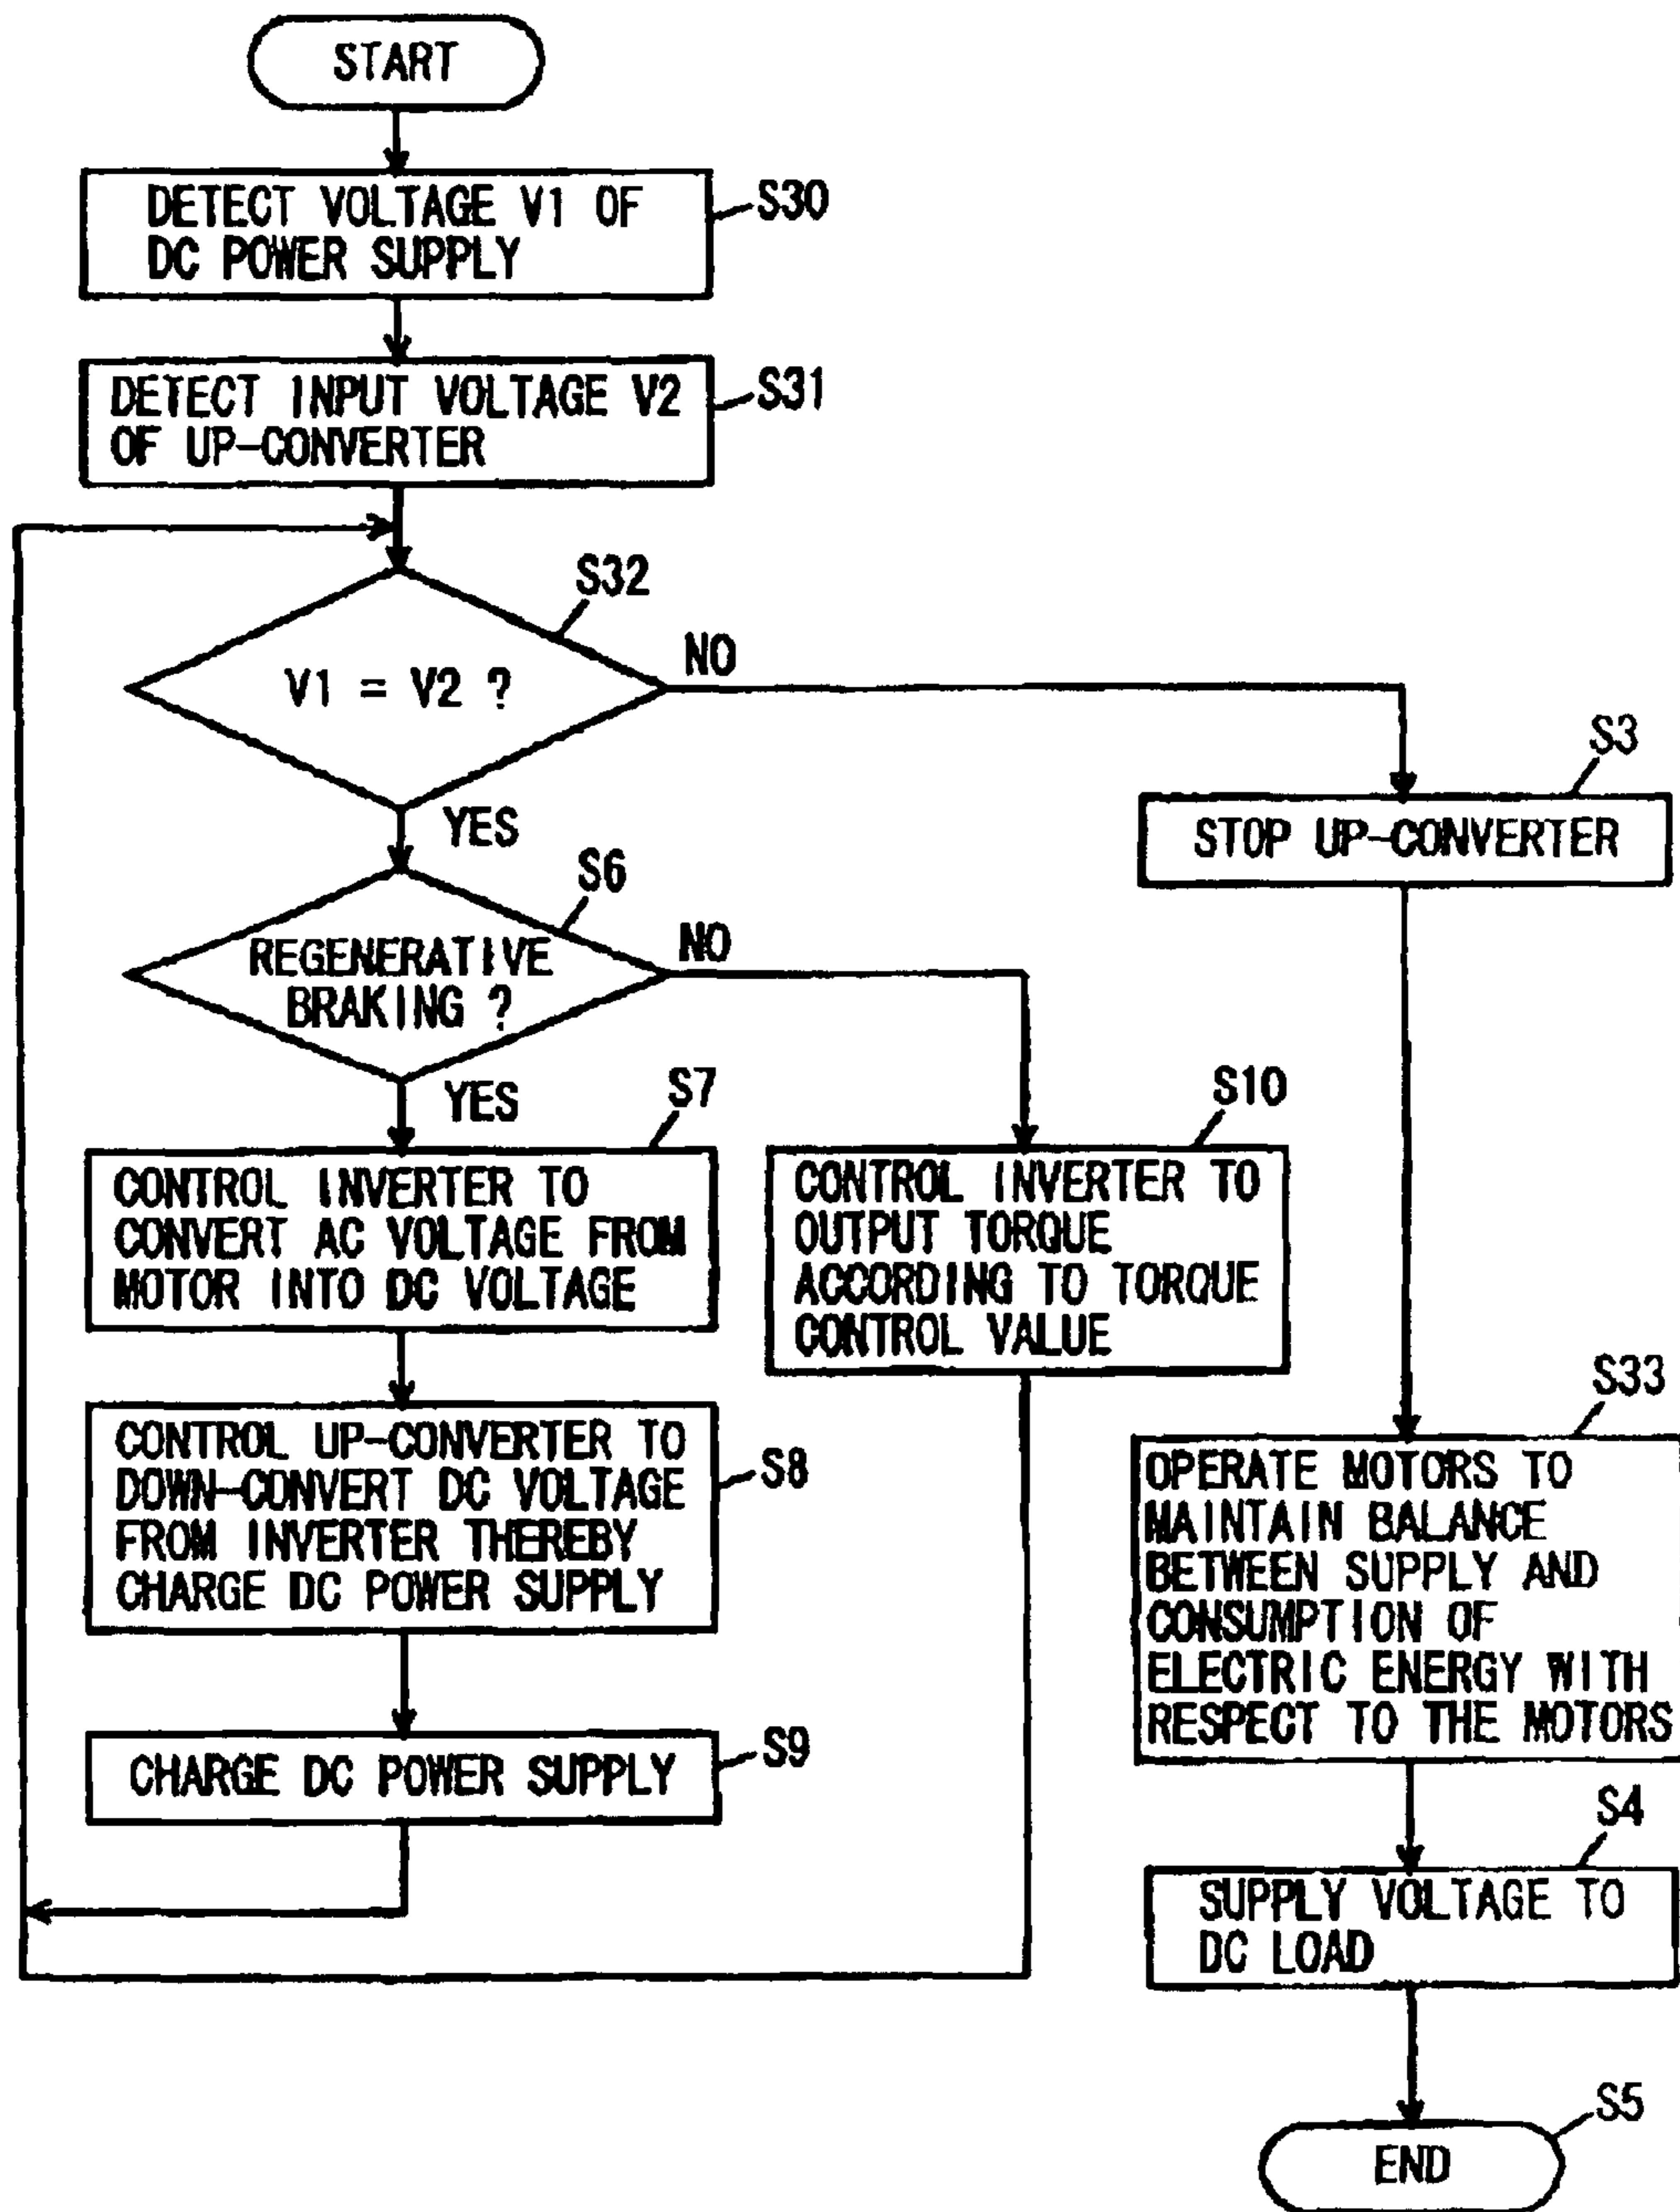 START
DETECT VOLTAGE V1 OF
DC POWER SUPPLY
S30
DETECT INPUT VOLTAGE V2
OF UP-CONVERTER
S31
S32
V1 = V2 ?
NO
YES
S3
STOP UP-CONVERTER
S6
REGENERATIVE
BRAKING ?
NO
YES
S7
CONTROL INVERTER TO
CONVERT AC VOLTAGE FROM
MOTOR INTO DC VOLTAGE
S10
CONTROL INVERTER TO
OUTPUT TORQUE
ACCORDING TO TORQUE
CONTROL VALUE
CONTROL UP-CONVERTER TO
DOWN-CONVERT DC VOLTAGE
FROM INVERTER THEREBY
CHARGE DC POWER SUPPLY
S8
S33
OPERATE MOTORS TO
MAINTAIN BALANCE
BETWEEN SUPPLY AND
CONSUMPTION OF
ELECTRIC ENERGY WITH
RESPECT TO THE MOTORS
CHARGE DC POWER SUPPLY
S9
S4
SUPPLY VOLTAGE TO
DC LOAD
S5
END